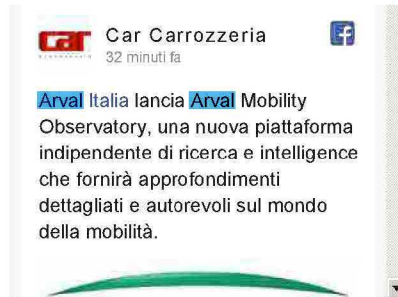 car
Car Carrozzeria
32 minuti fa
Arval Italia lancia Arval Mobility
Observatory, una nuova piattaforma
indipendente di ricerca e intelligence
che fornirà approfondimenti
dettagliati e autorevoli sul mondo
della mobilità.